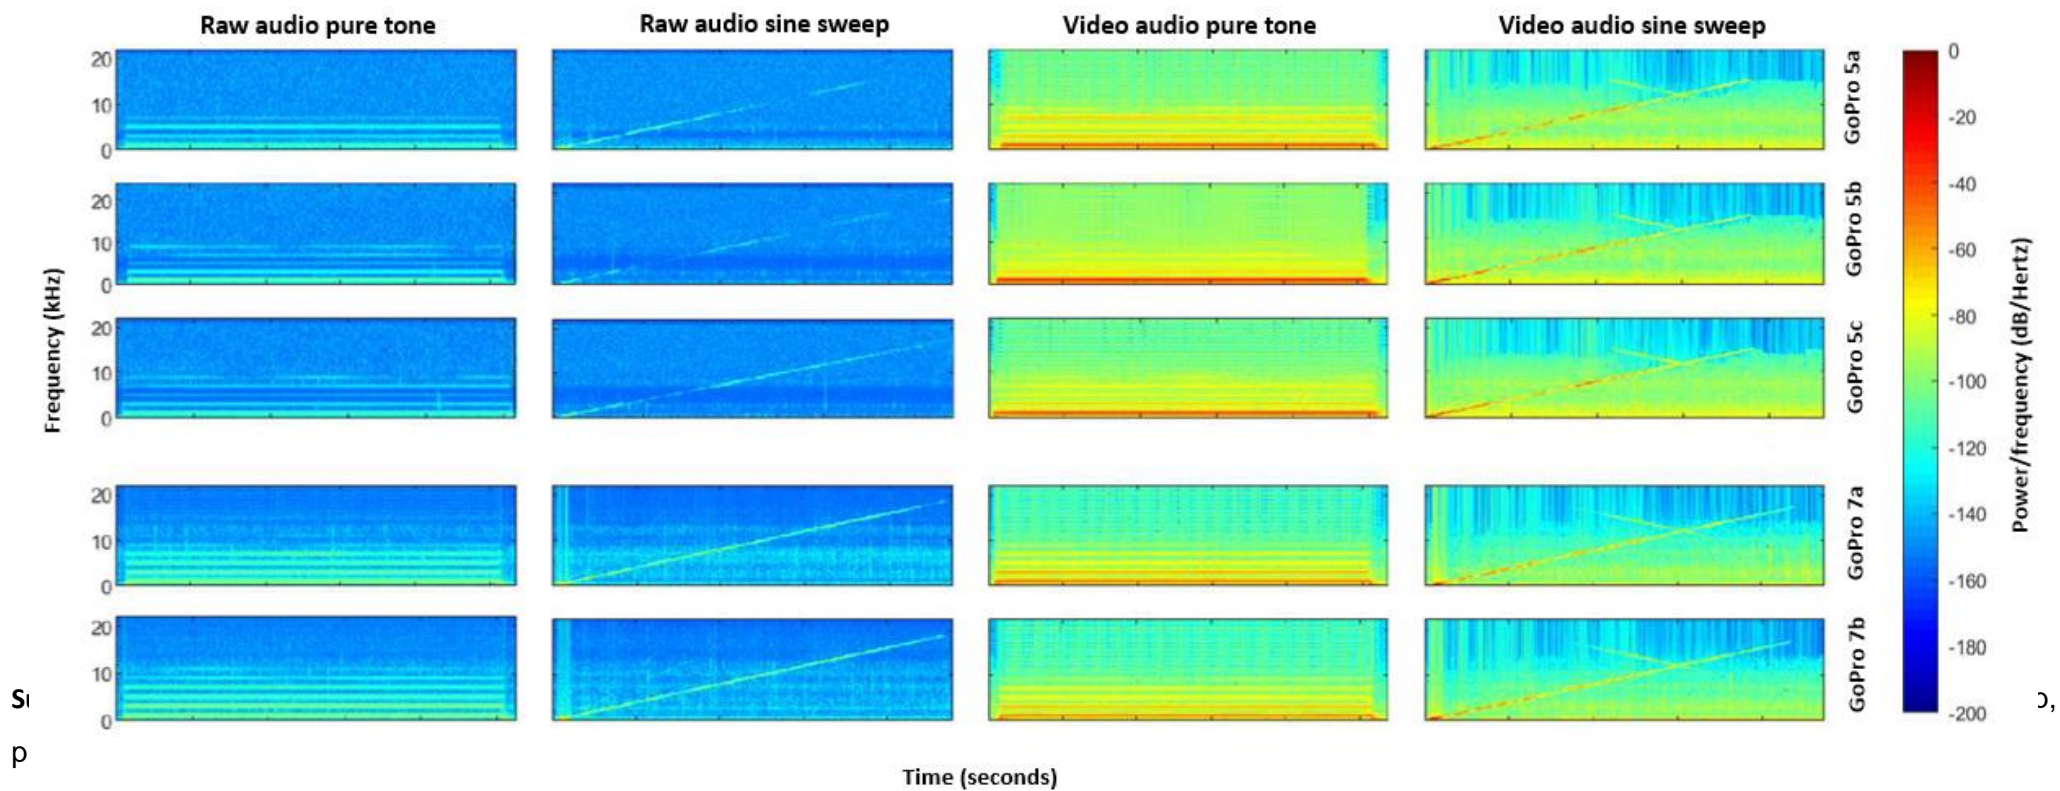 Raw audio pure tone
Raw audio sine sweep
Video audio pure tone
Video audio sine sweep
20
10
0
GoPro 5a
20
10
0
GoPro 5b
20
10
0
GoPro 5c
20
10
0
GoPro 7a
20
10
0
GoPro 7b
Frequency (kHz)
Time (seconds)
0
-20
-40
-60
-80
-100
-120
-140
-160
-180
-200
Power/frequency (dB/Hertz)
p